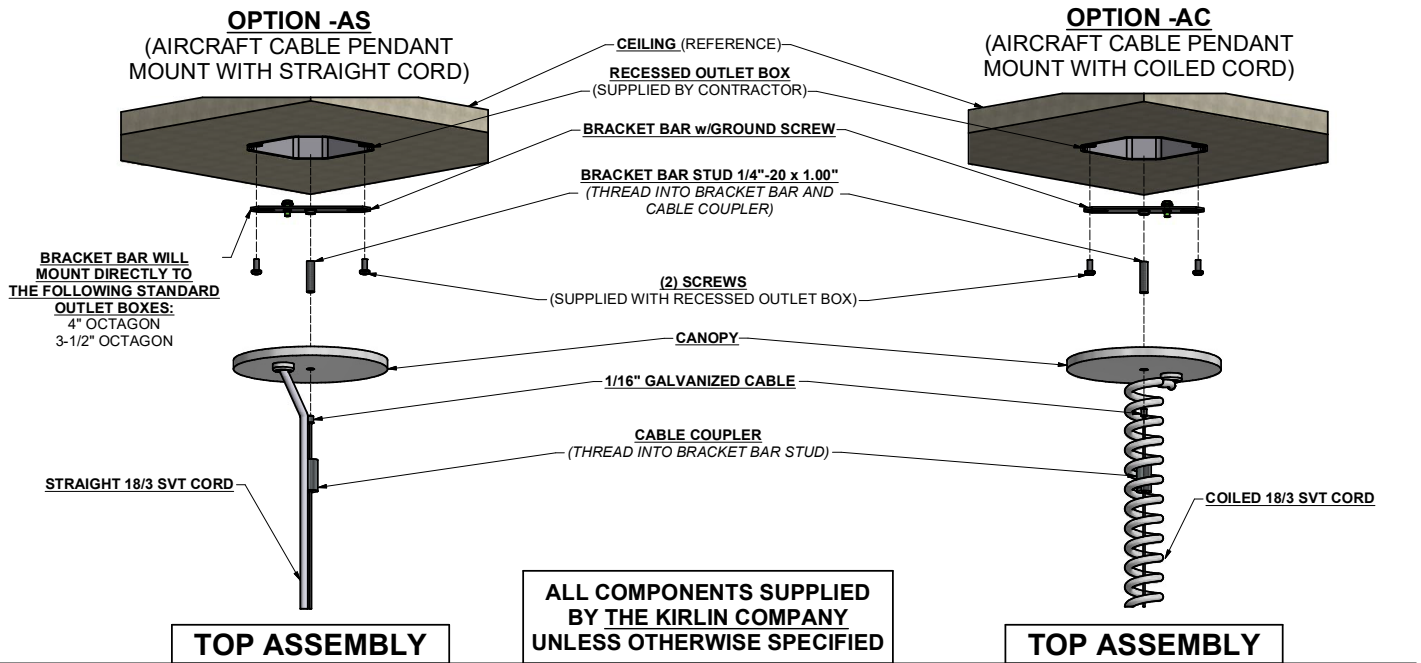 OPTION -AS
(AIRCRAFT CABLE PENDANT
MOUNT WITH STRAIGHT CORD)
OPTION -AC
(AIRCRAFT CABLE PENDANT
MOUNT WITH COILED CORD)
CEILING (REFERENCE)
RECESSED OUTLET BOX
(SUPPLIED BY CONTRACTOR)
BRACKET BAR w/GROUND SCREW
BRACKET BAR STUD 1/4"-20 x 1.00"
(THREAD INTO BRACKET BAR AND
CABLE COUPLER)
BRACKET BAR WILL
MOUNT DIRECTLY TO
THE FOLLOWING STANDARD
OUTLET BOXES:
4" OCTAGON
3-1/2" OCTAGON
(2) SCREWS
(SUPPLIED WITH RECESSED OUTLET BOX)
CANOPY
1/16" GALVANIZED CABLE
CABLE COUPLER
(THREAD INTO BRACKET BAR STUD)
STRAIGHT 18/3 SVT CORD
COILED 18/3 SVT CORD
TOP ASSEMBLY
ALL COMPONENTS SUPPLIED
BY THE KIRLIN COMPANY
UNLESS OTHERWISE SPECIFIED
TOP ASSEMBLY